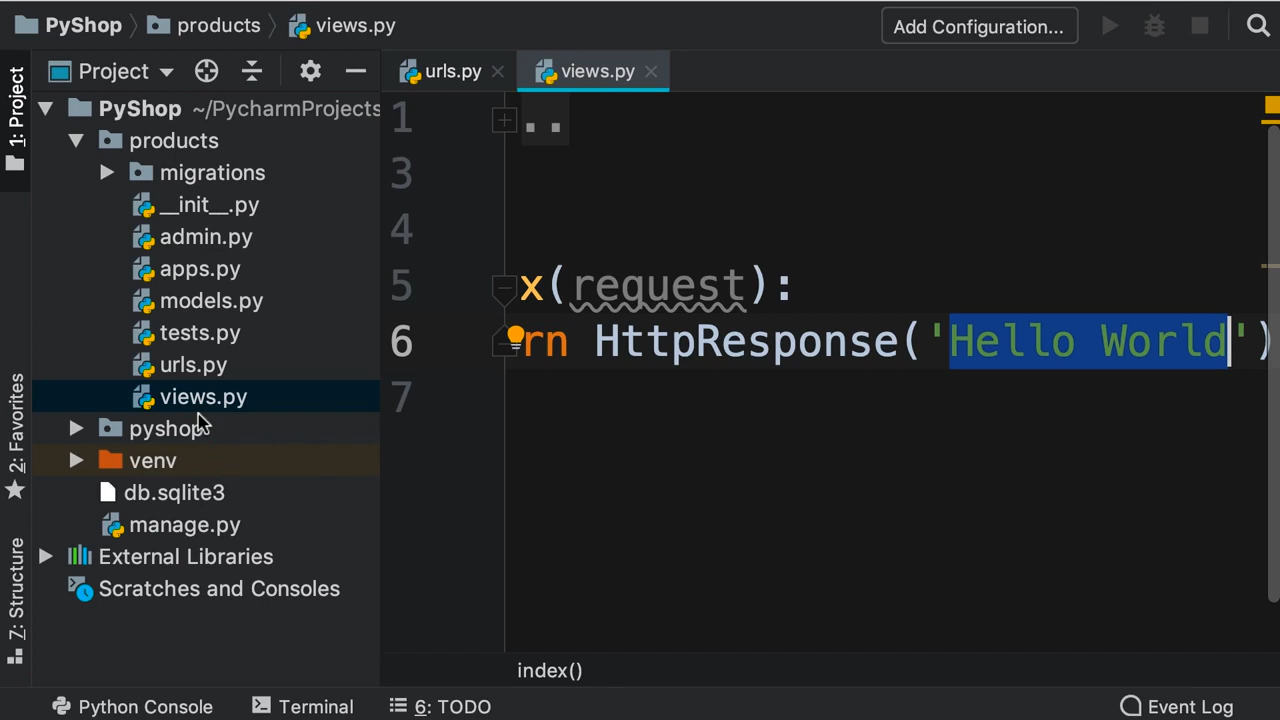 PyShop products views.py Add Configuration...
1: Project
Project
urls.py views.py
PyShop ~/PycharmProjects
products
migrations
__init__.py
admin.py
apps.py
models.py
tests.py
urls.py
views.py
pyshop
venv
db.sqlite3
manage.py
External Libraries
Scratches and Consoles
2: Favorites
7: Structure
1 ..
3
4
5 x(request):
6 rn HttpResponse('Hello World')
7
index()
Python Console Terminal 6: TODO Event Log